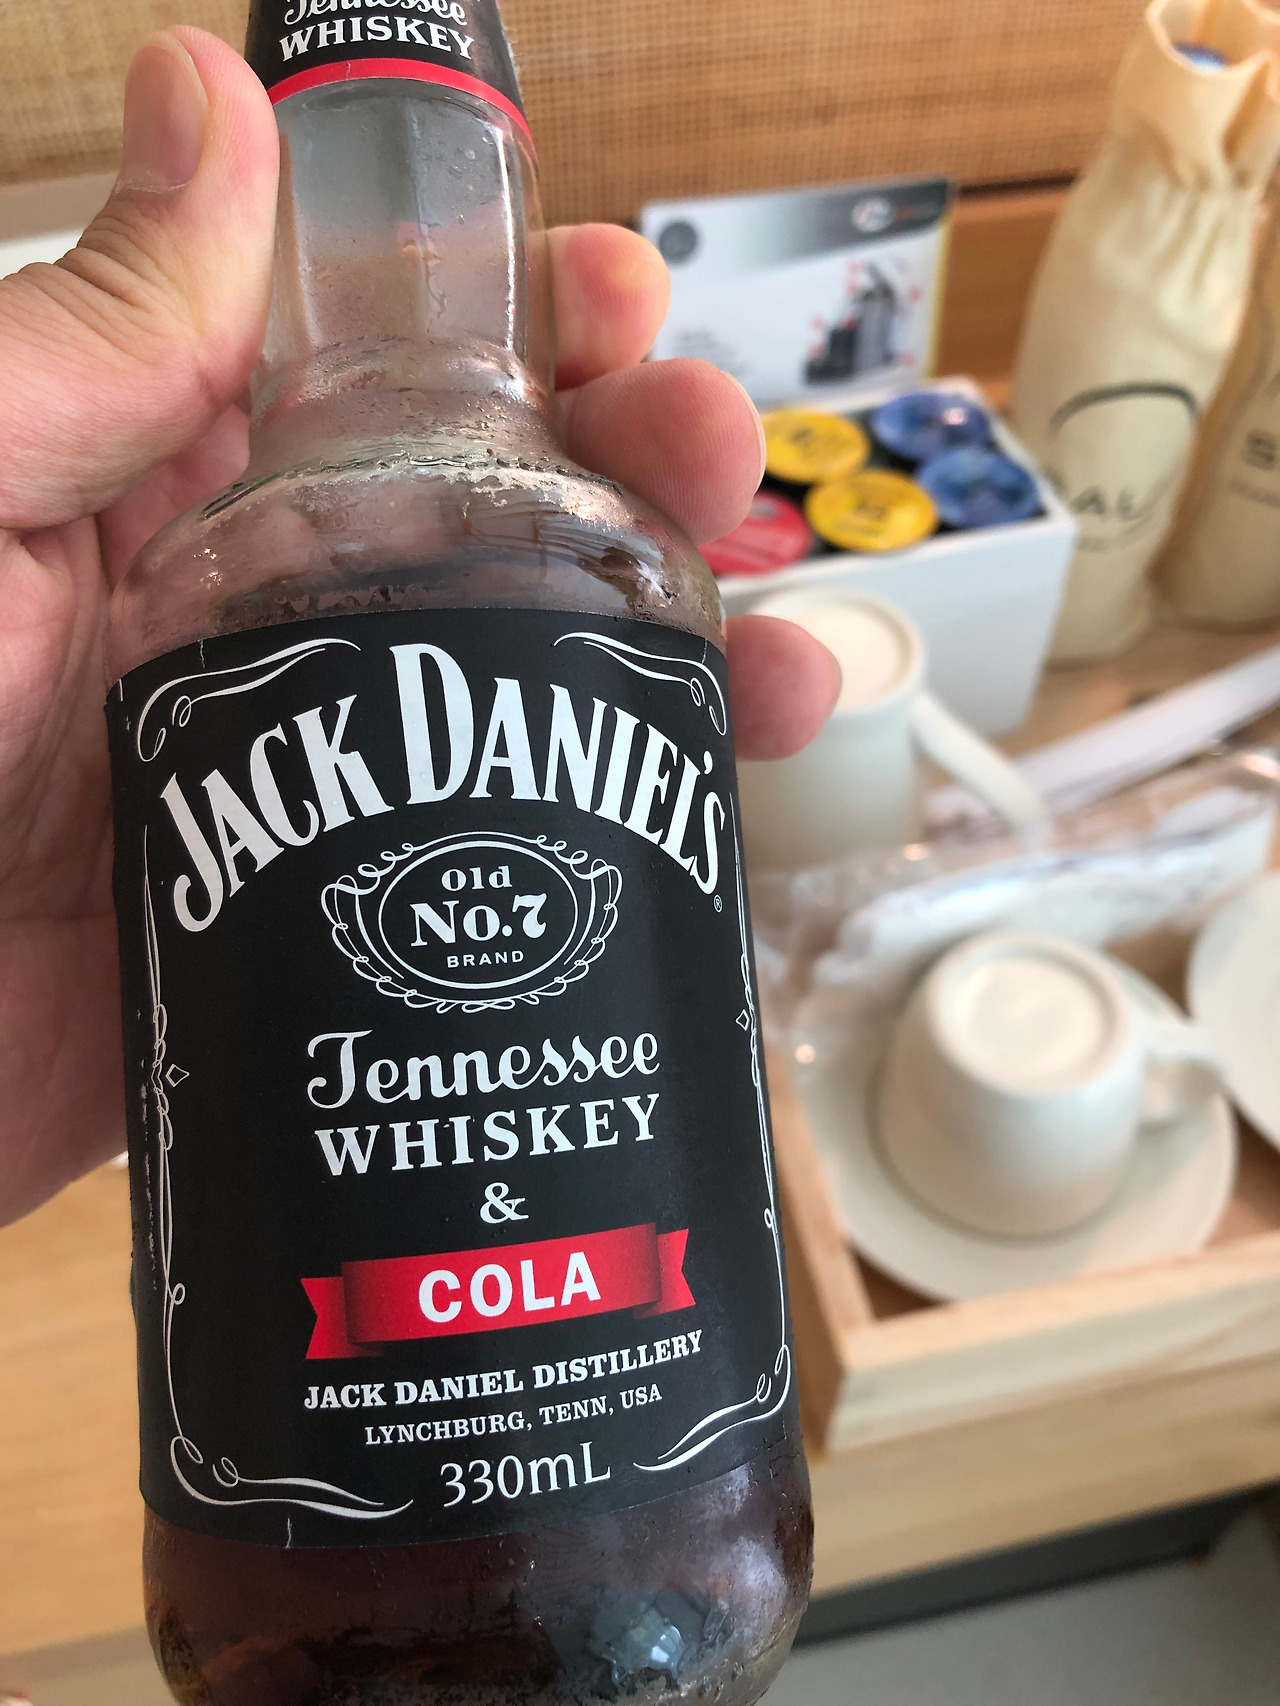 Tennessee
WHISKEY
JACK DANIEL'S
Old
No.7
BRAND
Tennessee
WHISKEY
&
COLA
JACK DANIEL DISTILLERY
LYNCHBURG, TENN, USA
330mL